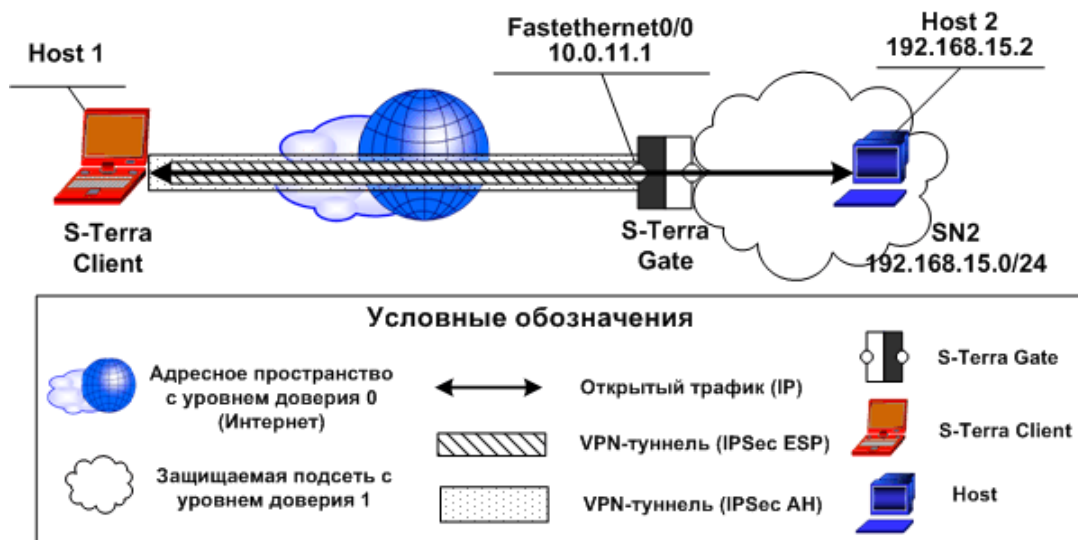 Host 1
Fastethernet0/0
10.0.11.1
Host 2
192.168.15.2
S-Terra
Client
S-Terra
Gate
SN2
192.168.15.0/24
Условные обозначения
Адресное пространство
с уровнем доверия 0
(Интернет)
Защищаемая подсеть с
уровнем доверия 1
Открытый трафик (IP)
VPN-туннель (IPSec ESP)
VPN-туннель (IPSec AH)
S-Terra Gate
S-Terra Client
Host